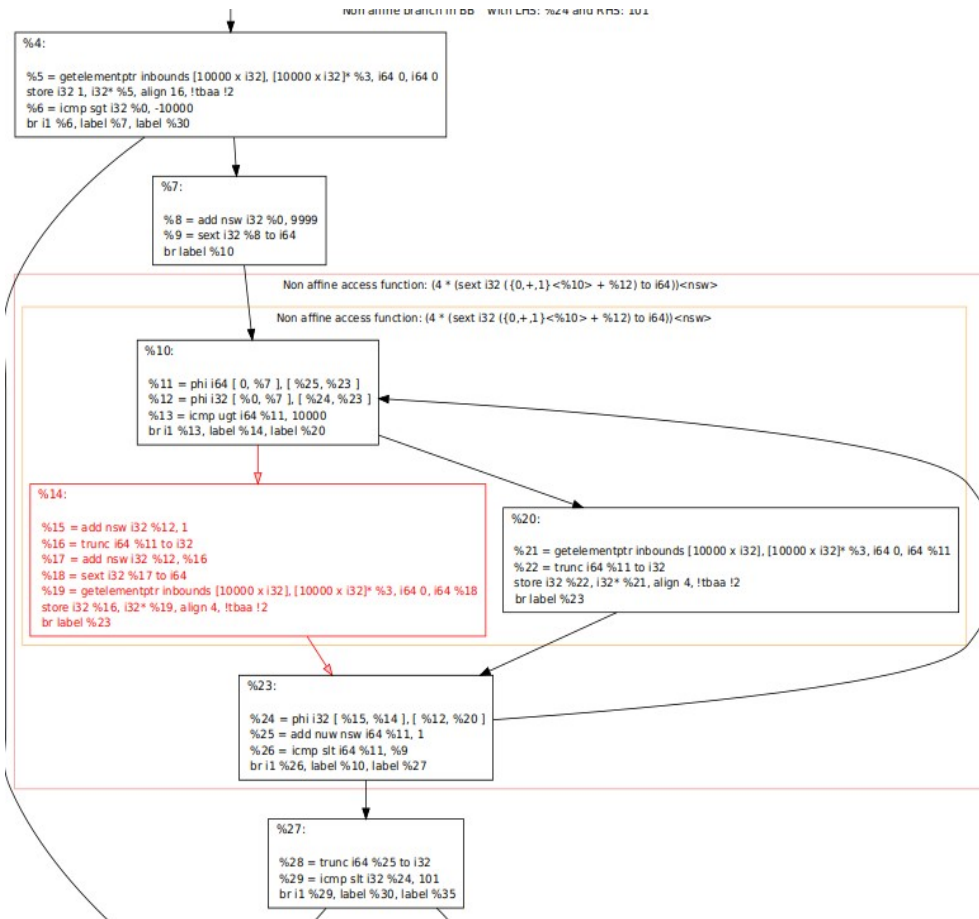 Non affine branch in BB '' with LHS: %24 and RHS: 101
%4:
%5 = getelementptr inbounds [10000 x i32], [10000 x i32]* %3, i64 0, i64 0
store i32 1, i32* %5, align 16, !tbaa !2
%6 = icmp sgt i32 %0, -10000
br i1 %6, label %7, label %30
%7:
%8 = add nsw i32 %0, 9999
%9 = sext i32 %8 to i64
br label %10
Non affine access function: (4 * (sext i32 ({0,+,1}<%10> + %12) to i64))<nsw>
Non affine access function: (4 * (sext i32 ({0,+,1}<%10> + %12) to i64))<nsw>
%10:
%11 = phi i64 [ 0, %7 ], [ %25, %23 ]
%12 = phi i32 [ %0, %7 ], [ %24, %23 ]
%13 = icmp ugt i64 %11, 10000
br i1 %13, label %14, label %20
%14:
%15 = add nsw i32 %12, 1
%16 = trunc i64 %11 to i32
%17 = add nsw i32 %12, %16
%18 = sext i32 %17 to i64
%19 = getelementptr inbounds [10000 x i32], [10000 x i32]* %3, i64 0, i64 %18
store i32 %16, i32* %19, align 4, !tbaa !2
br label %23
%20:
%21 = getelementptr inbounds [10000 x i32], [10000 x i32]* %3, i64 0, i64 %11
%22 = trunc i64 %11 to i32
store i32 %22, i32* %21, align 4, !tbaa !2
br label %23
%23:
%24 = phi i32 [ %15, %14 ], [ %12, %20 ]
%25 = add nuw nsw i64 %11, 1
%26 = icmp slt i64 %11, %9
br i1 %26, label %10, label %27
%27:
%28 = trunc i64 %25 to i32
%29 = icmp slt i32 %24, 101
br i1 %29, label %30, label %35